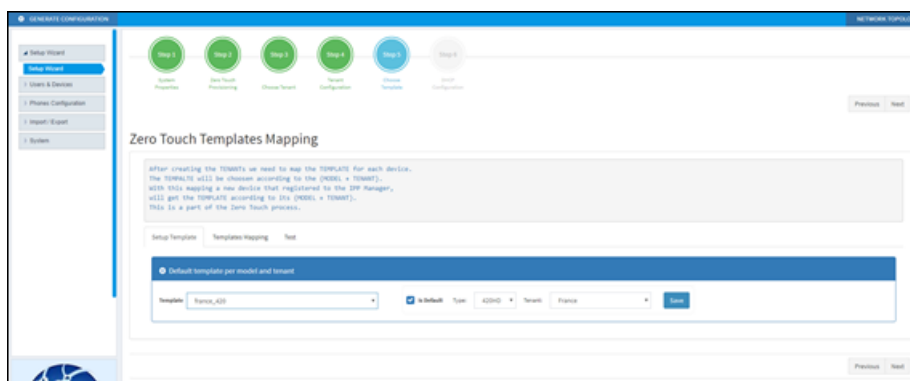 GENERATE CONFIGURATION
NETWORK TOPOLO
Setup Wizard
Setup Wizard
Users & Devices
Phones Configuration
Import / Export
System
Step 1
Step 2
Step 3
Step 4
Step 5
Step 6
System Properties
Zero Touch Provisioning
Choose Tenant
Tenant Configuration
Choose Template
DHCP Configuration
Previous Next
Zero Touch Templates Mapping
After creating the TENANTs we need to map the TEMPLATE for each device.
The TEMPALTE will be choosen according to the (MODEL + TENANT).
With this mapping a new device that registered to the IPP Manager,
will get the TEMPLATE according to its (MODEL + TENANT).
This is a part of the Zero Touch process.
Setup Template Templates Mapping Test
Default template per model and tenant
Template france_420 Is Default Type: 420HD Tenant: France Save
Previous Next